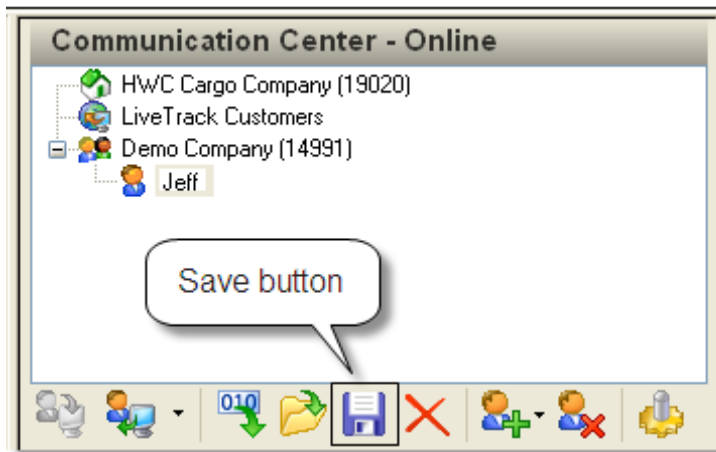 Communication Center - Online
HWC Cargo Company (19020)
LiveTrack Customers
Demo Company (14991)
Jeff
Save button
010